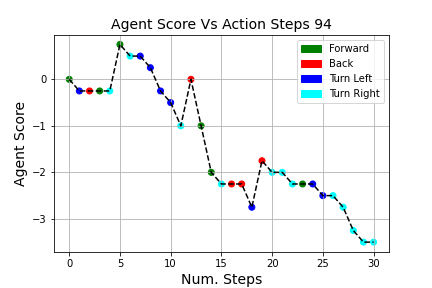 Agent Score Vs Action Steps 94
Forward
Back
Turn Left
Turn Right
Agent Score
0
−1
−2
−3
0 5 10 15 20 25 30
Num. Steps